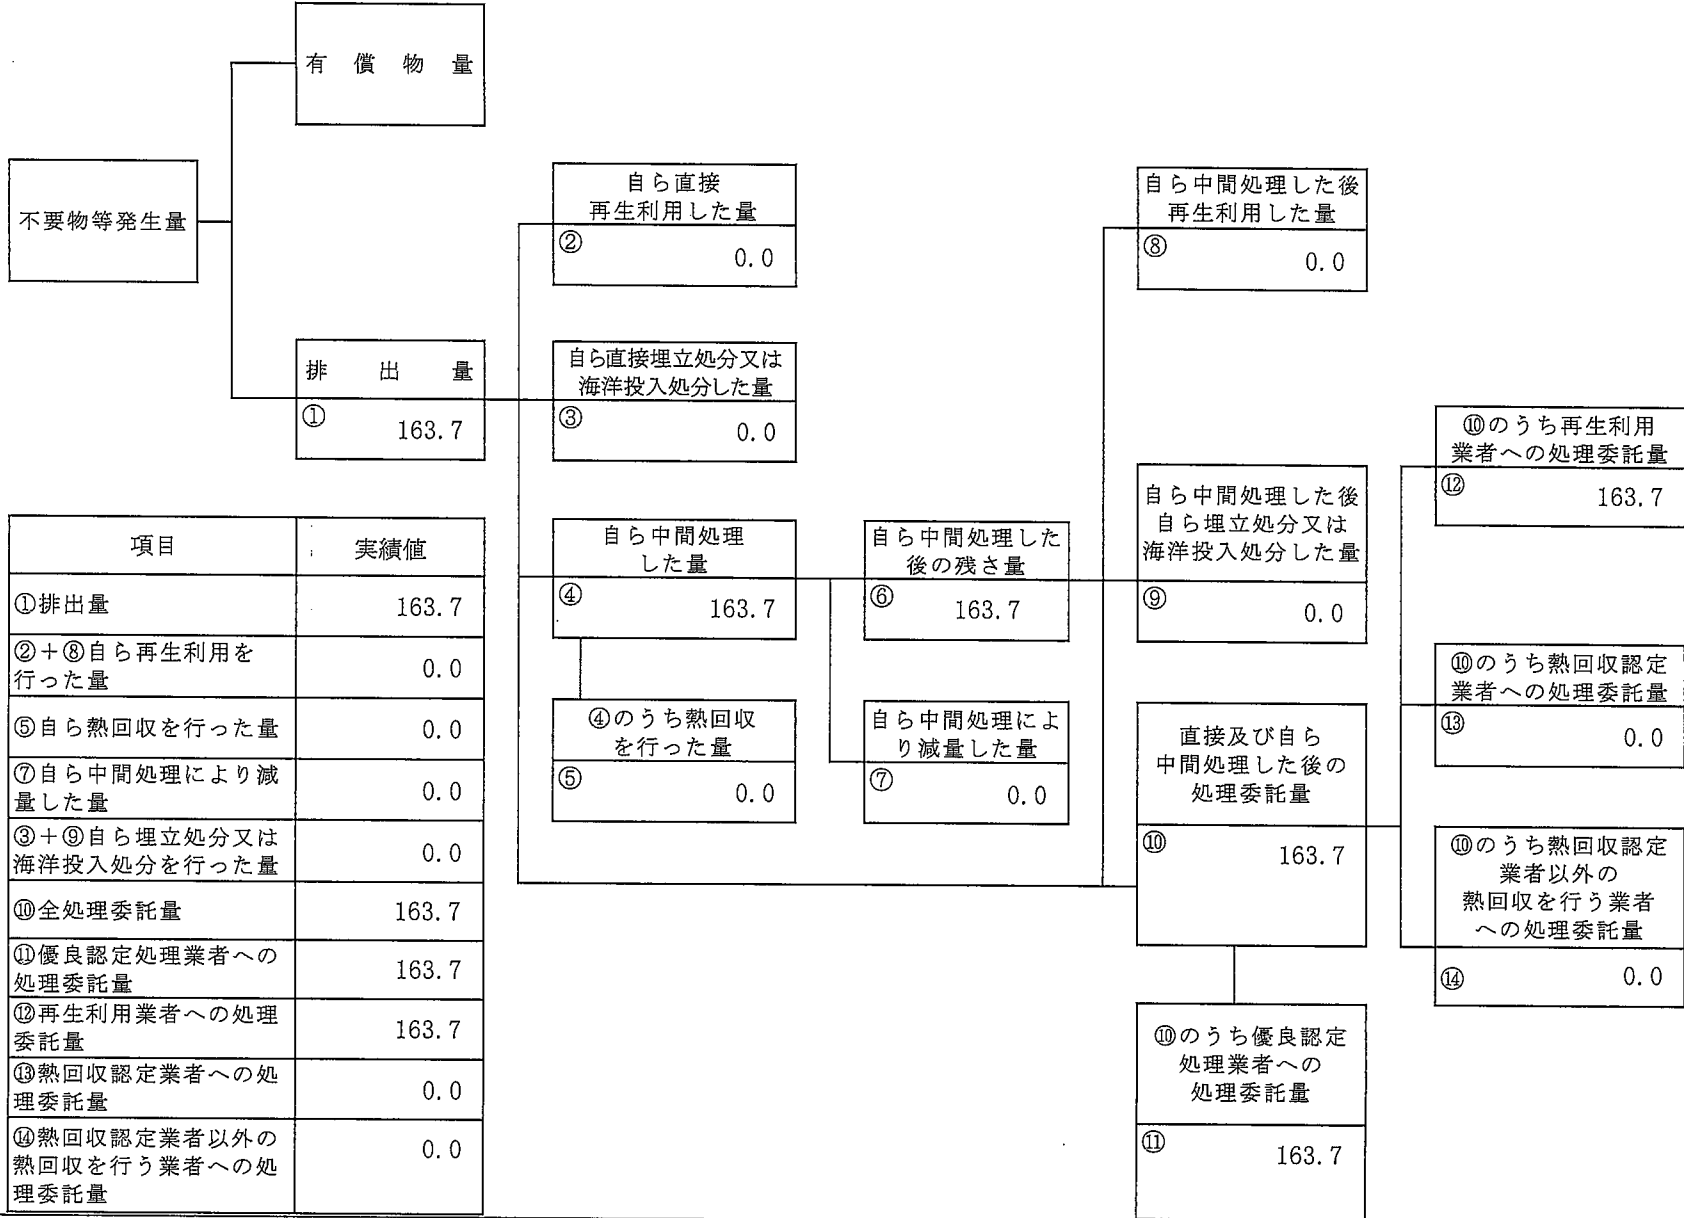 有償物量
不要物等発生量
排出量
① 163.7
自ら直接
再生利用した量
② 0.0
自ら直接埋立処分又は
海洋投入処分した量
③ 0.0
自ら中間処理
した量
④ 163.7
④のうち熱回収
を行った量
⑤ 0.0
自ら中間処理した
後の残さ量
⑥ 163.7
自ら中間処理によ
り減量した量
⑦ 0.0
自ら中間処理した後
再生利用した量
⑧ 0.0
自ら中間処理した後
自ら埋立処分又は
海洋投入処分した量
⑨ 0.0
直接及び自ら
中間処理した後の
処理委託量
⑩ 163.7
⑩のうち優良認定
処理業者への
処理委託量
⑪ 163.7
⑩のうち再生利用
業者への処理委託量
⑫ 163.7
⑩のうち熱回収認定
業者への処理委託量
⑬ 0.0
⑩のうち熱回収認定
業者以外の
熱回収を行う業者
への処理委託量
⑭ 0.0
項目 実績値
①排出量 163.7
②+⑧自ら再生利用を
行った量 0.0
⑤自ら熱回収を行った量 0.0
⑦自ら中間処理により減
量した量 0.0
③+⑨自ら埋立処分又は
海洋投入処分を行った量 0.0
⑩全処理委託量 163.7
⑪優良認定処理業者への
処理委託量 163.7
⑫再生利用業者への処理
委託量 163.7
⑬熱回収認定業者への処
理委託量 0.0
⑭熱回収認定業者以外の
熱回収を行う業者への処
理委託量 0.0